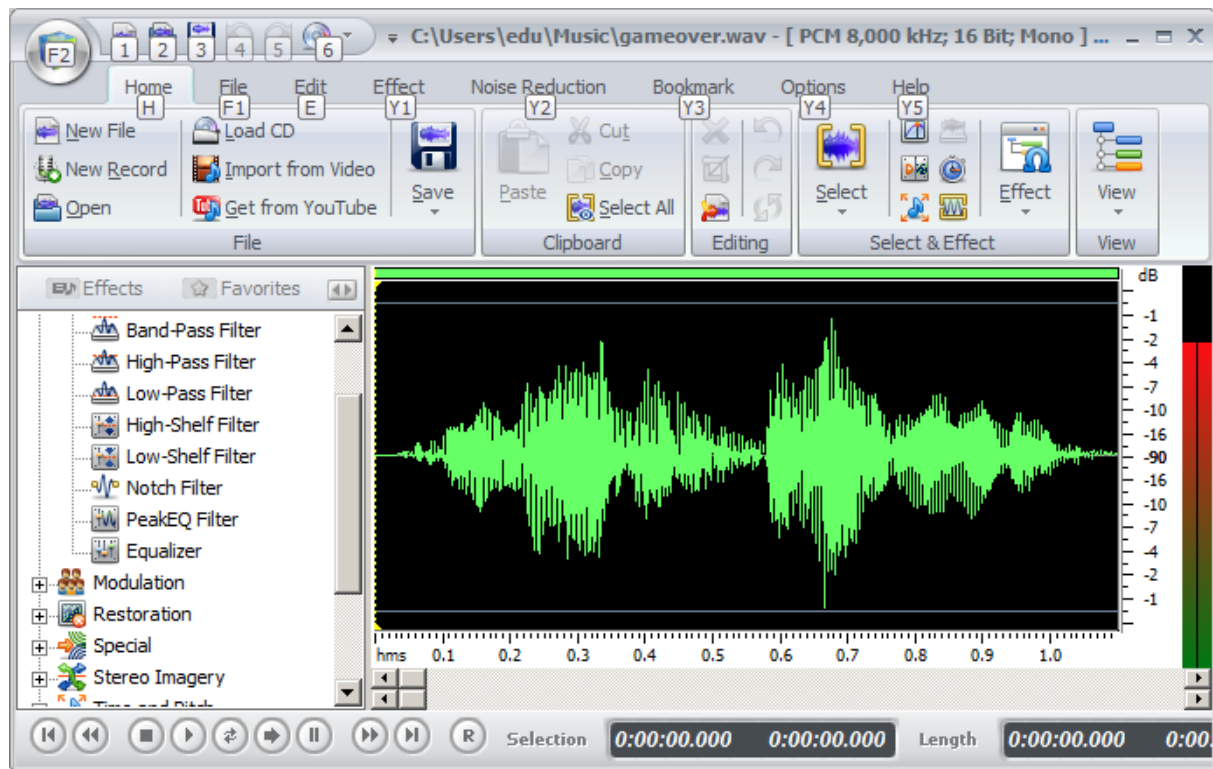 F2 1 2 3 4 5 6 C:\Users\edu\Music\gameover.wav - [ PCM 8,000 kHz; 16 Bit; Mono ] ...
Home File Edit Effect Noise Reduction Bookmark Options Help
H F1 E Y1 Y2 Y3 Y4 Y5
New File
New Record
Open
Load CD
Import from Video
Get from YouTube
Save
File
Paste
Cut
Copy
Select All
Clipboard
Editing
Select
Effect
Select & Effect
View
View
Effects Favorites
Band-Pass Filter
High-Pass Filter
Low-Pass Filter
High-Shelf Filter
Low-Shelf Filter
Notch Filter
PeakEQ Filter
Equalizer
Modulation
Restoration
Special
Stereo Imagery
Time and Pitch
dB
-1
-2
-4
-7
-10
-16
-90
-16
-10
-7
-4
-2
-1
hms 0.1 0.2 0.3 0.4 0.5 0.6 0.7 0.8 0.9 1.0
R Selection 0:00:00.000 0:00:00.000 Length 0:00:00.000 0:00.